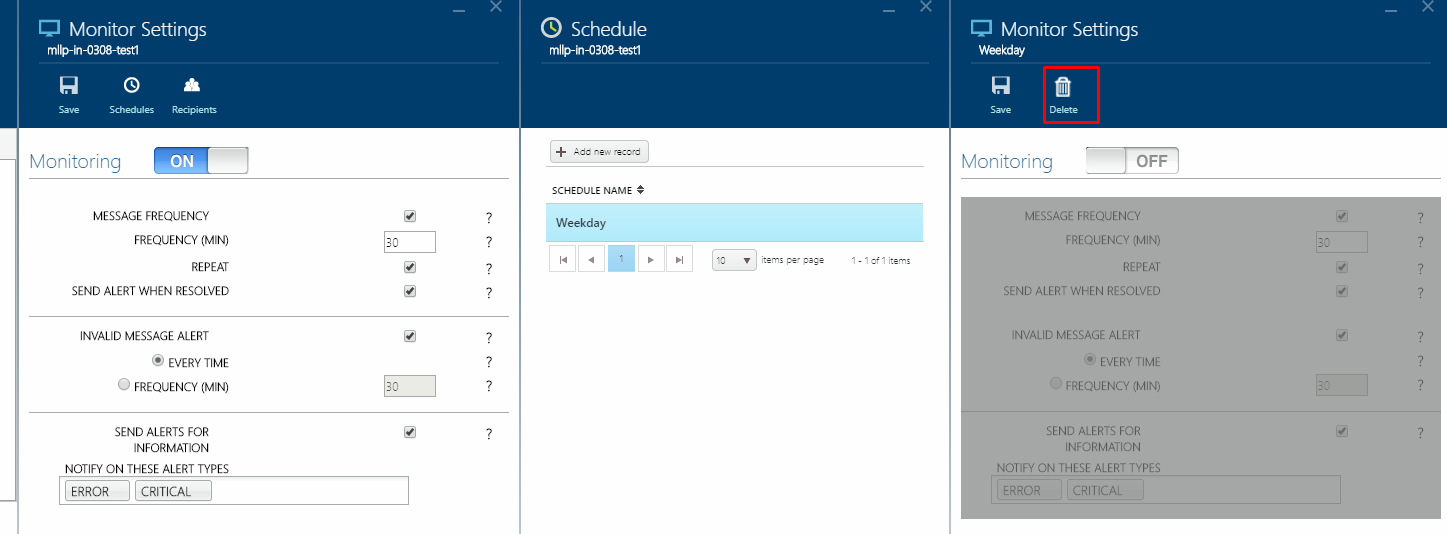 Monitor Settings
mllp-in-0308-test1
Save
Schedules
Recipients
Monitoring
ON
MESSAGE FREQUENCY
?
FREQUENCY (MIN)
30
?
REPEAT
?
SEND ALERT WHEN RESOLVED
?
INVALID MESSAGE ALERT
?
EVERY TIME
?
FREQUENCY (MIN)
30
?
SEND ALERTS FOR
INFORMATION
?
NOTIFY ON THESE ALERT TYPES
ERROR
CRITICAL
Schedule
mllp-in-0308-test1
Add new record
SCHEDULE NAME
Weekday
1
10
items per page
1 - 1 of 1 items
Monitor Settings
Weekday
Save
Delete
Monitoring
OFF
MESSAGE FREQUENCY
?
FREQUENCY (MIN)
30
?
REPEAT
?
SEND ALERT WHEN RESOLVED
?
INVALID MESSAGE ALERT
?
EVERY TIME
?
FREQUENCY (MIN)
30
?
SEND ALERTS FOR
INFORMATION
?
NOTIFY ON THESE ALERT TYPES
ERROR
CRITICAL